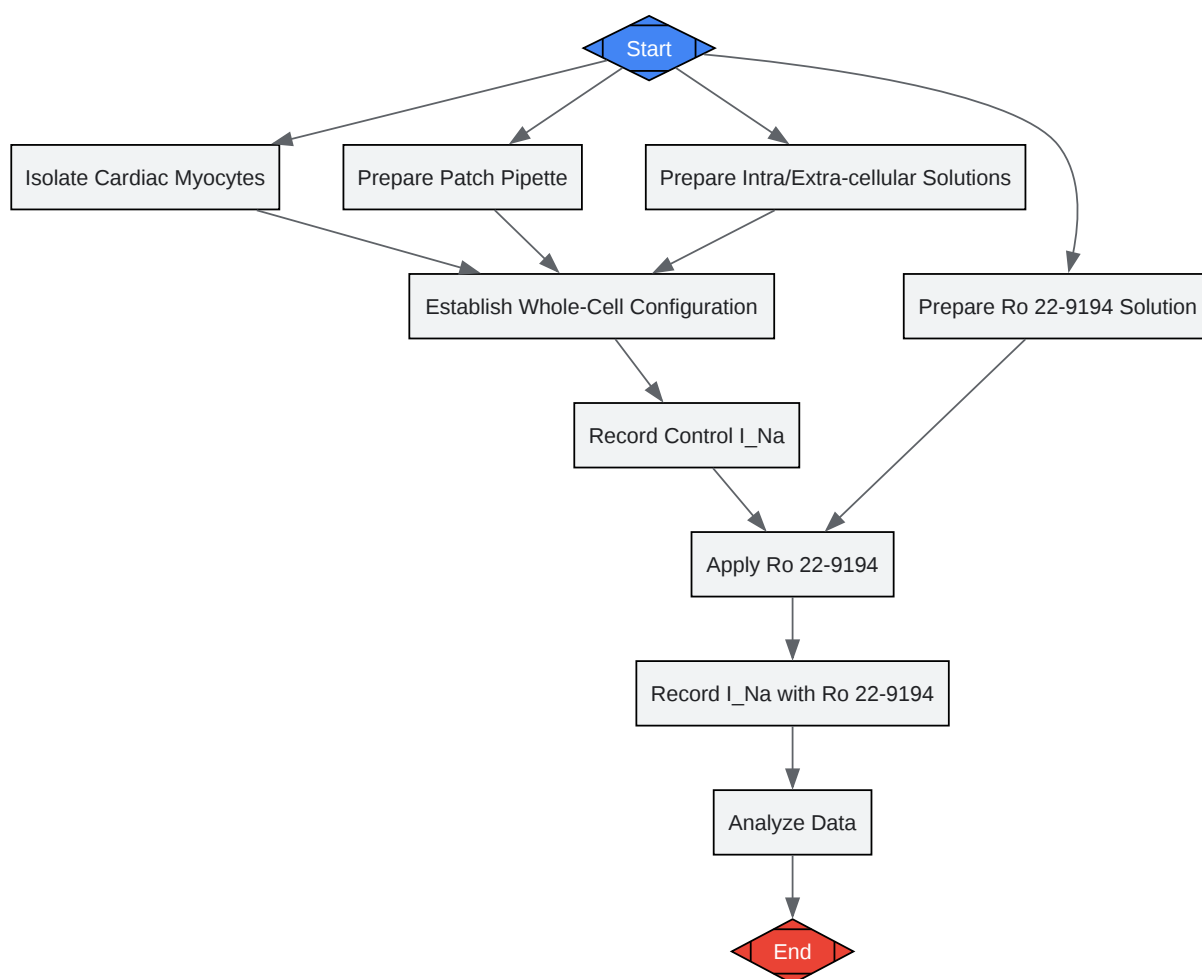 Start
Isolate Cardiac Myocytes
Prepare Patch Pipette
Prepare Intra/Extra-cellular Solutions
Establish Whole-Cell Configuration
Prepare Ro 22-9194 Solution
Record Control I_Na
Apply Ro 22-9194
Record I_Na with Ro 22-9194
Analyze Data
End